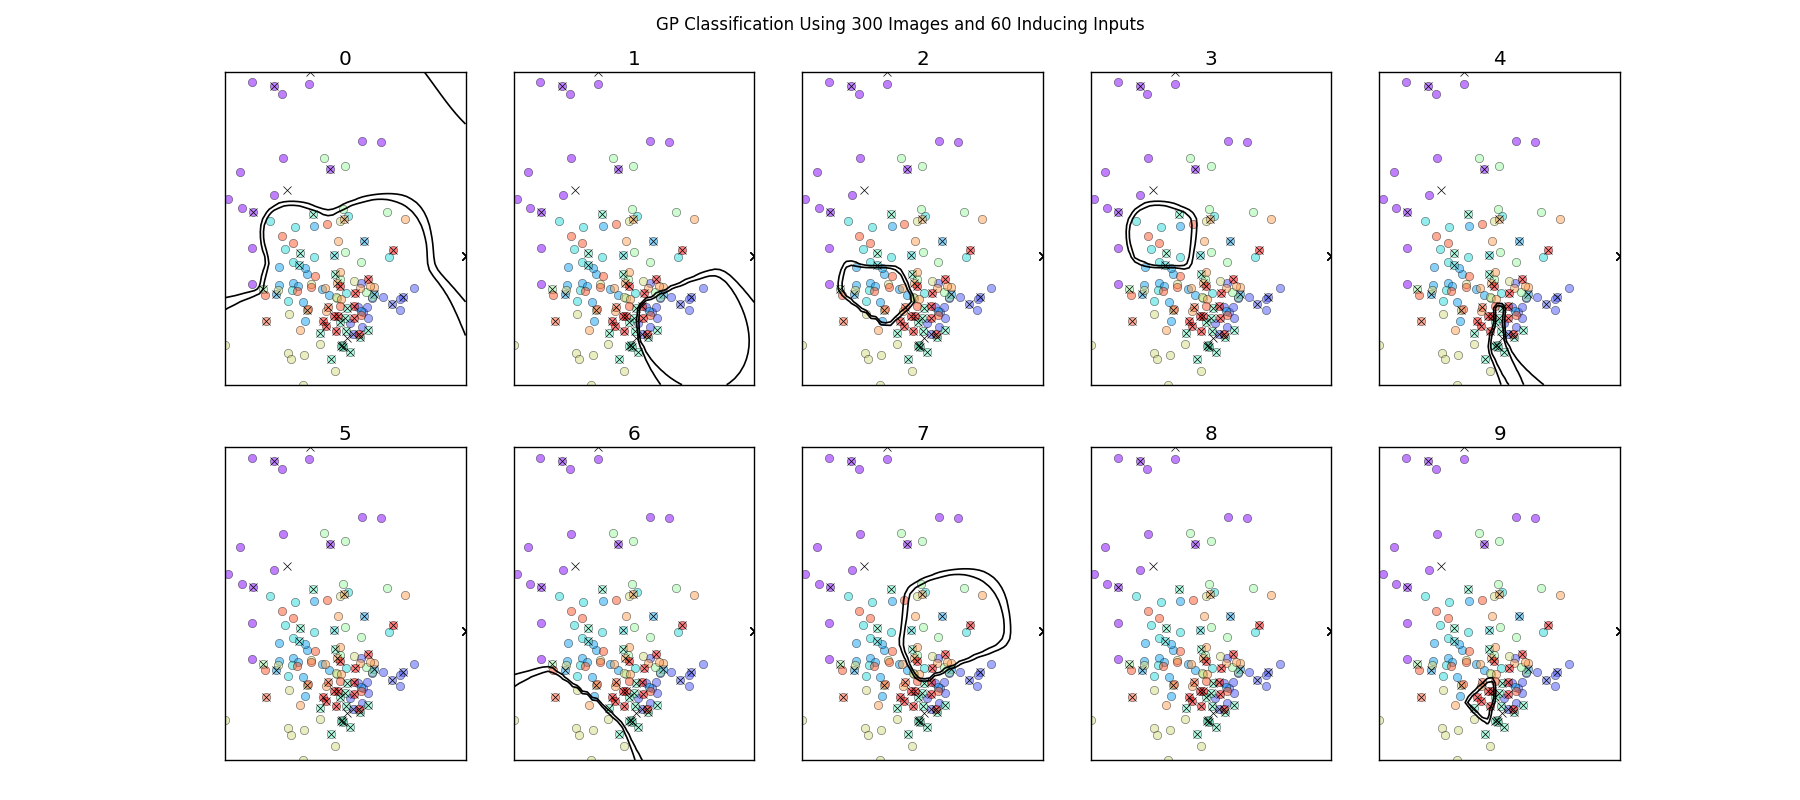 GP Classification Using 300 Images and 60 Inducing Inputs
0 1 2 3 4
5 6 7 8 9